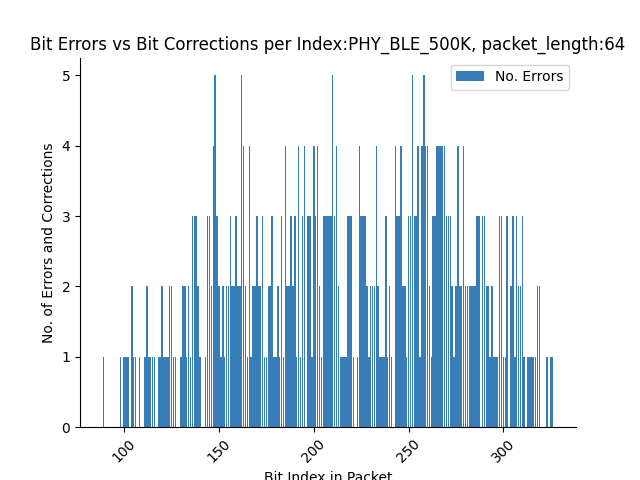 Bit Errors vs Bit Corrections per Index:PHY_BLE_500K, packet_length:64
No. Errors
No. of Errors and Corrections
5
4
3
2
1
0
100
150
200
250
300
Bit Index in Packet